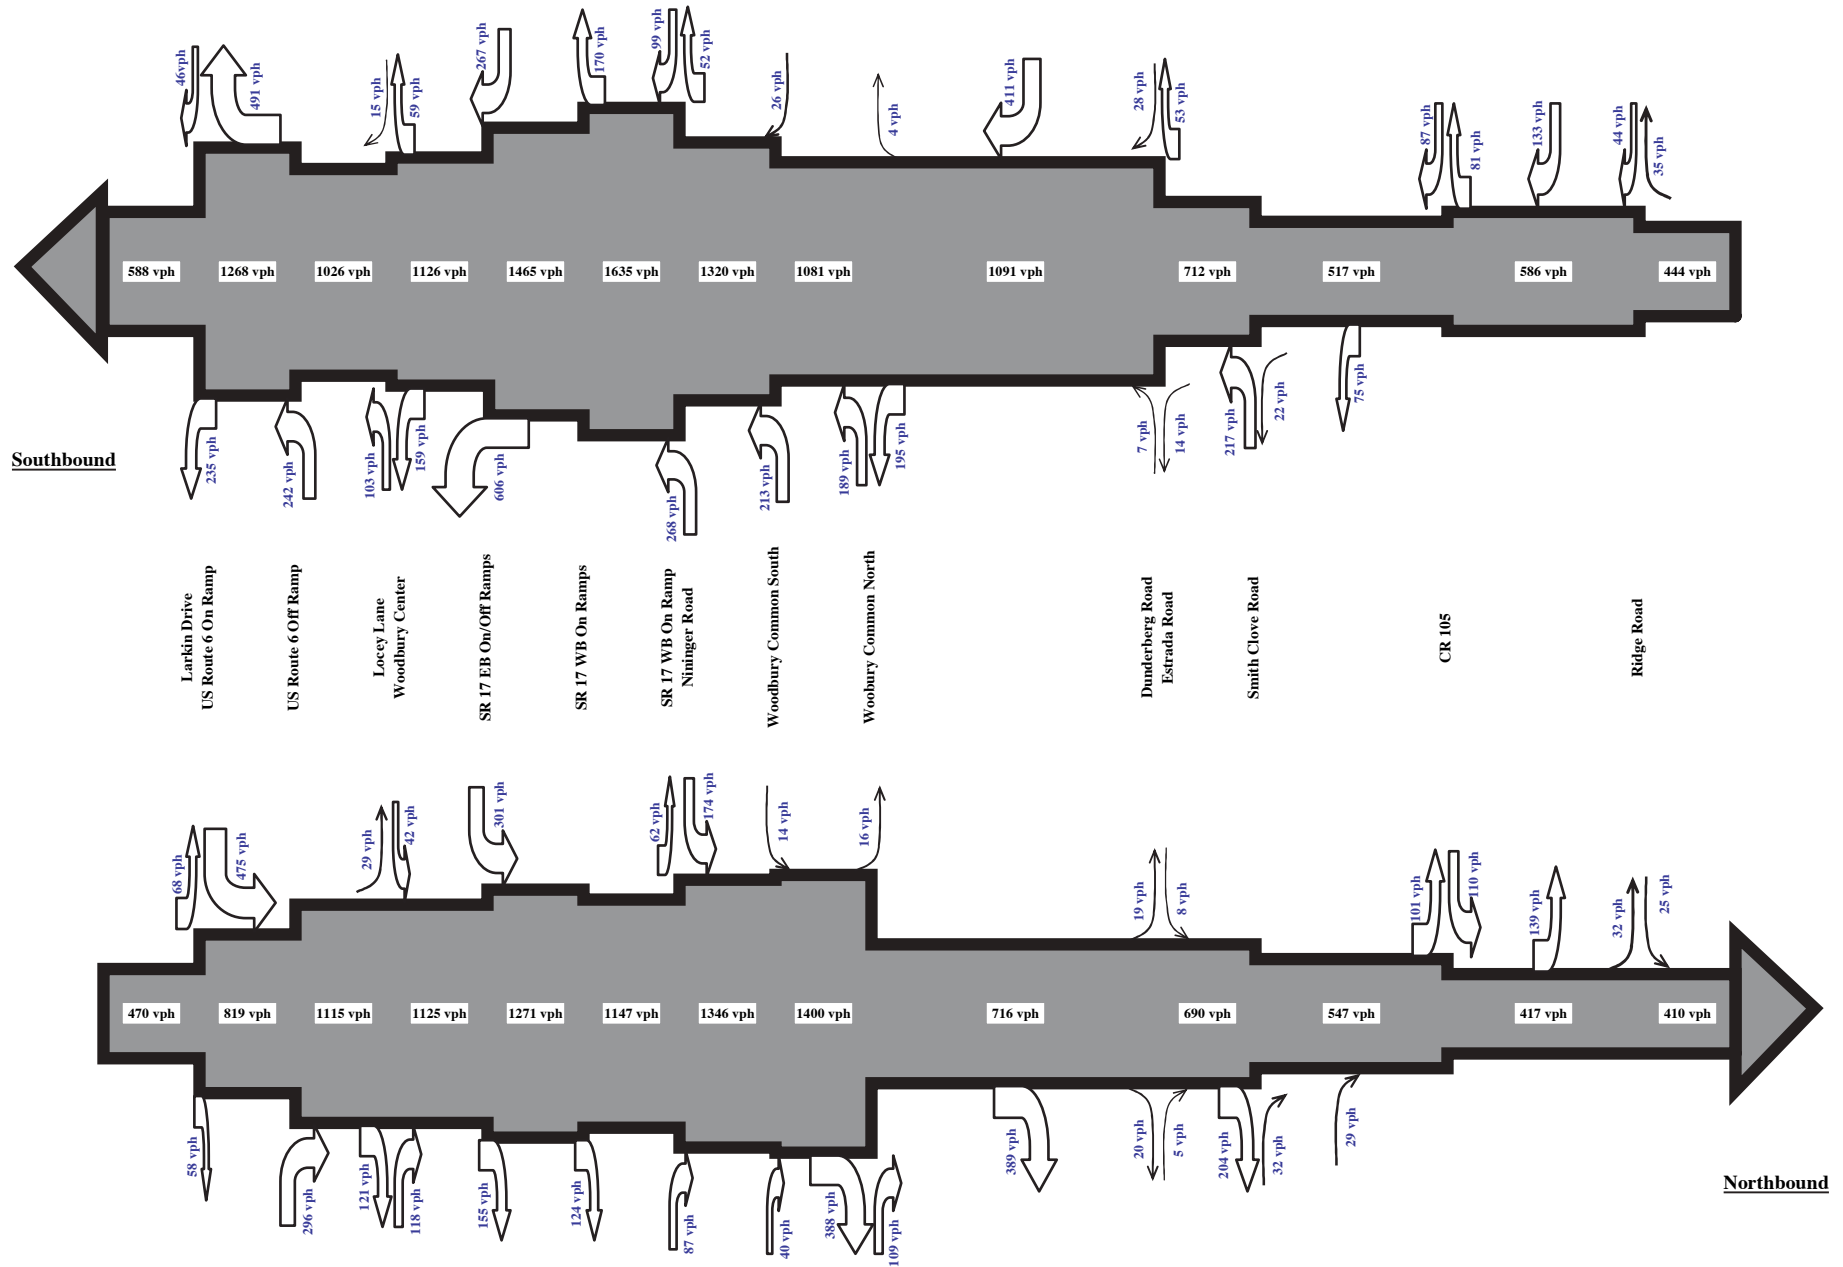 46vph
491 vph
15 vph
59 vph
267 vph
170 vph
99 vph
52 vph
26 vph
4 vph
411 vph
28 vph
53 vph
87 vph
81 vph
133 vph
44 vph
35 vph
588 vph
1268 vph
1026 vph
1126 vph
1465 vph
1635 vph
1320 vph
1081 vph
1091 vph
712 vph
517 vph
586 vph
444 vph
Southbound
235 vph
242 vph
103 vph
159 vph
606 vph
268 vph
213 vph
189 vph
195 vph
7 vph
14 vph
217 vph
22 vph
75 vph
Larkin Drive
US Route 6 On Ramp
US Route 6 Off Ramp
Locey Lane
Woodbury Center
SR 17 EB On/Off Ramps
SR 17 WB On Ramps
SR 17 WB On Ramp
Nininger Road
Woodbury Common South
Woobury Common North
Dunderberg Road
Estrada Road
Smith Clove Road
CR 105
Ridge Road
68 vph
475 vph
29 vph
42 vph
301 vph
62 vph
174 vph
14 vph
16 vph
19 vph
8 vph
101 vph
110 vph
139 vph
32 vph
25 vph
470 vph
819 vph
1115 vph
1125 vph
1271 vph
1147 vph
1346 vph
1400 vph
716 vph
690 vph
547 vph
417 vph
410 vph
58 vph
296 vph
121 vph
118 vph
155 vph
124 vph
87 vph
40 vph
388 vph
109 vph
389 vph
20 vph
5 vph
204 vph
32 vph
29 vph
Northbound